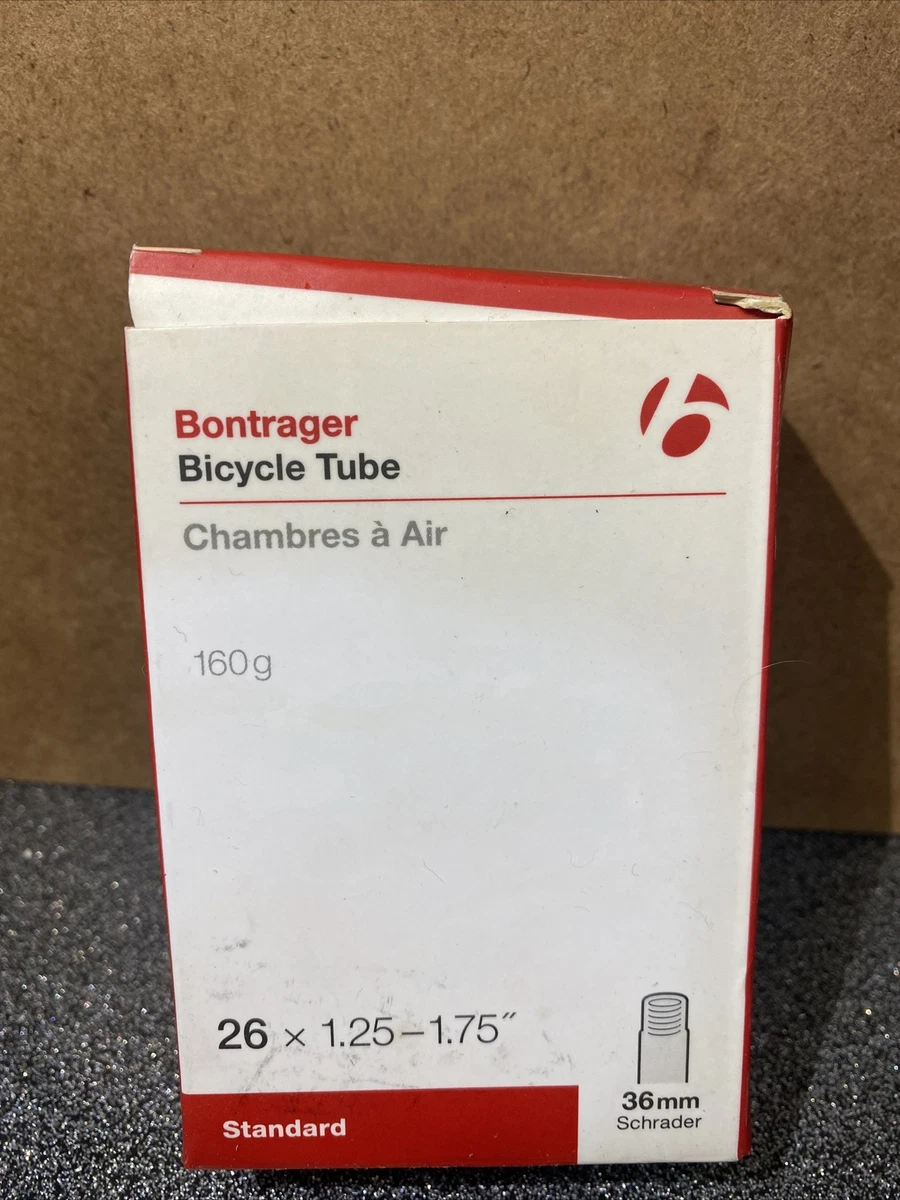 Bontrager
Bicycle Tube
Chambres à Air
160g
26 × 1.25–1.75″
36mm
Schrader
Standard